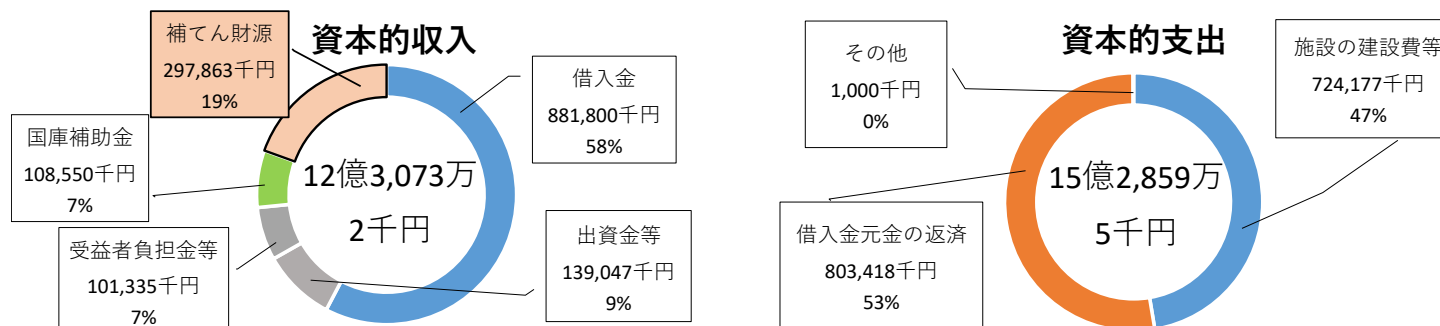 資本的収入
補てん財源
297,863千円
19%
借入金
881,800千円
58%
国庫補助金
108,550千円
7%
12億3,073万
2千円
受益者負担金等
101,335千円
7%
出資金等
139,047千円
9%
資本的支出
その他
1,000千円
0%
施設の建設費等
724,177千円
47%
15億2,859万
5千円
借入金元金の返済
803,418千円
53%